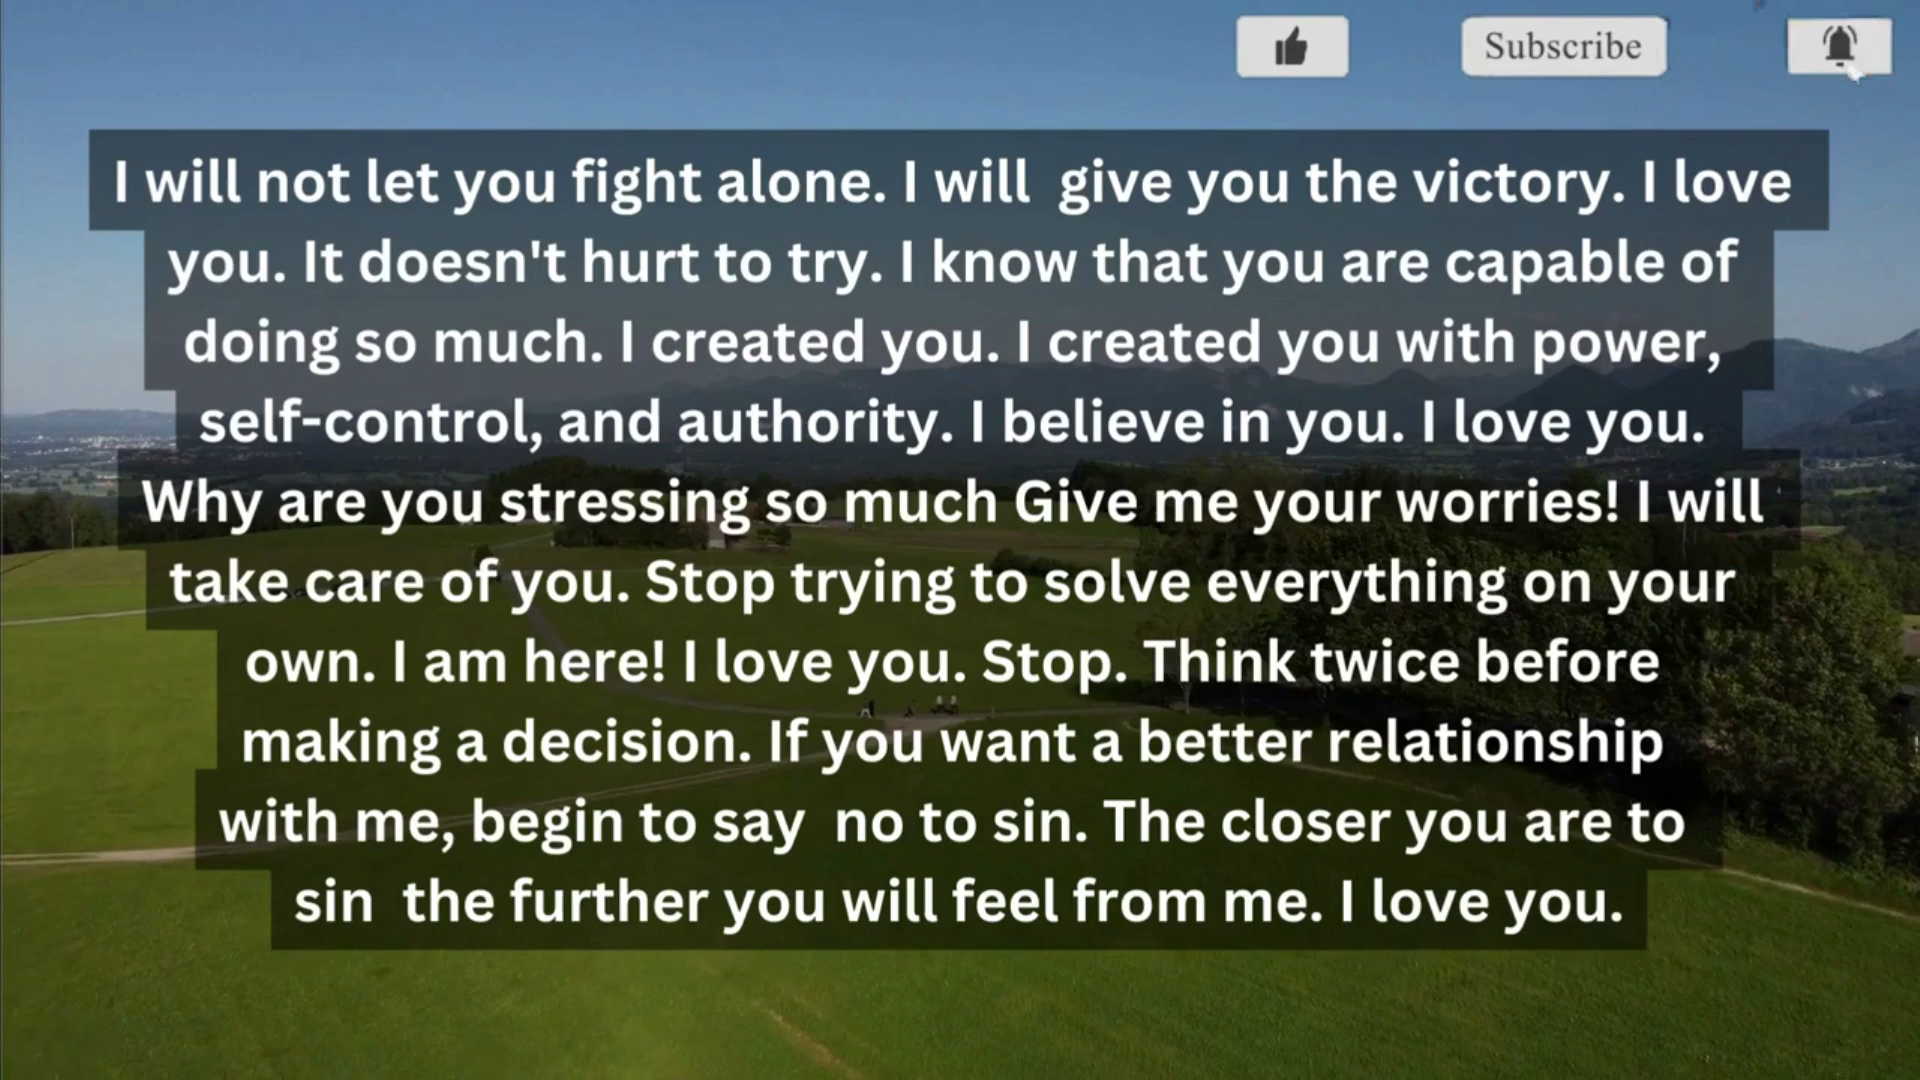 Subscribe
I will not let you fight alone. I will  give you the victory. I love
you. It doesn't hurt to try. I know that you are capable of
doing so much. I created you. I created you with power,
self-control, and authority. I believe in you. I love you.
Why are you stressing so much Give me your worries! I will
take care of you. Stop trying to solve everything on your
own. I am here! I love you. Stop. Think twice before
making a decision. If you want a better relationship
with me, begin to say  no to sin. The closer you are to
sin  the further you will feel from me. I love you.